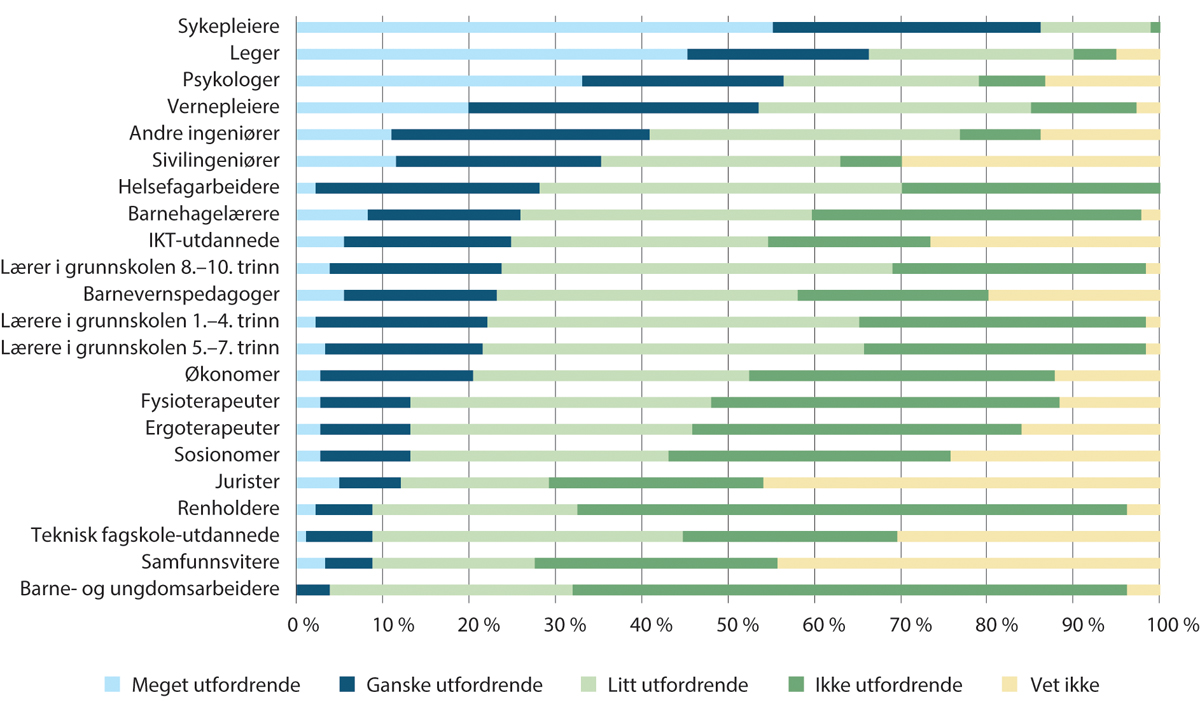 Sykepleiere
Leger
Psykologer
Vernepleiere
Andre ingeniører
Sivilingeniører
Helsefagarbeidere
Barnehagelærere
IKT-utdannede
Lærer i grunnskolen 8.–10. trinn
Barnevernspedagoger
Lærere i grunnskolen 1.–4. trinn
Lærere i grunnskolen 5.–7. trinn
Økonomer
Fysioterapeuter
Ergoterapeuter
Sosionomer
Jurister
Renholdere
Teknisk fagskole-utdannede
Samfunnsvitere
Barne- og ungdomsarbeidere
0 % 10 % 20 % 30 % 40 % 50 % 60 % 70 % 80 % 90 % 100 %
Meget utfordrende Ganske utfordrende Litt utfordrende Ikke utfordrende Vet ikke